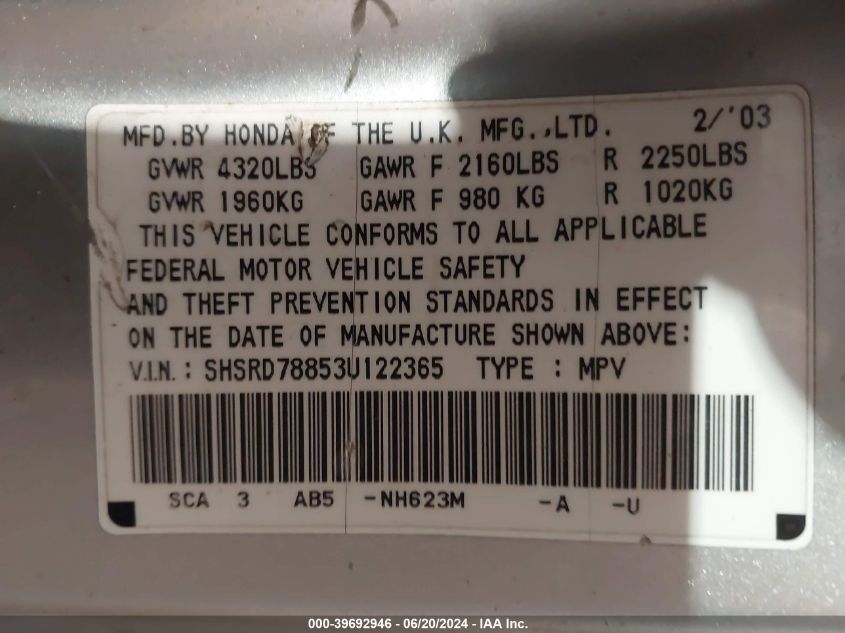 MFD.BY HONDA OF THE U.K. MFG.,LTD. 2/'03
GVWR 4320LBS GAWR F 2160LBS R 2250LBS
GVWR 1960KG GAWR F 980 KG R 1020KG
THIS VEHICLE CONFORMS TO ALL APPLICABLE
FEDERAL MOTOR VEHICLE SAFETY
AND THEFT PREVENTION STANDARDS IN EFFECT
ON THE DATE OF MANUFACTURE SHOWN ABOVE:
V.I.N.: SHSRD78853U122365 TYPE : MPV
SCA 3 AB5 -NH623M -A -U
000-39692946 - 06/20/2024 - IAA Inc.